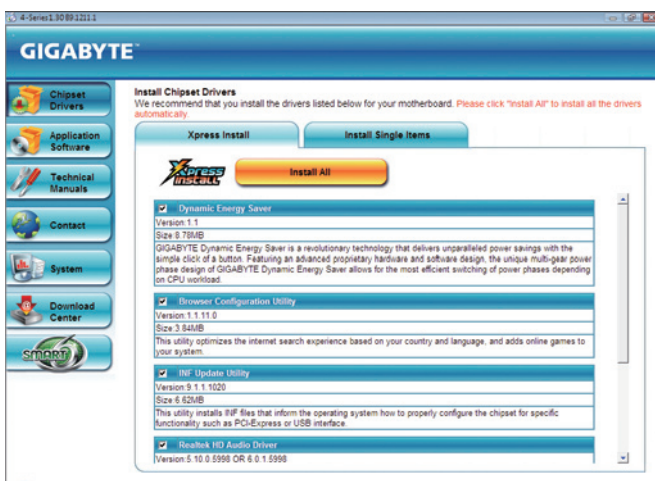 4-Series1.30 B9.1211.1
GIGABYTE™
Chipset
Drivers
Application
Software
Technical
Manuals
Contact
System
Download
Center
SMART
Install Chipset Drivers
We recommend that you install the drivers listed below for your motherboard. Please click "Install All" to install all the drivers
automatically.
Xpress Install
Install Single Items
Xpress
INSTALL
Install All
Dynamic Energy Saver
Version:1.1
Size:8.78MB
GIGABYTE Dynamic Energy Saver is a revolutionary technology that delivers unparalleled power savings with the
simple click of a button. Featuring an advanced proprietary hardware and software design, the unique multi-gear power
phase design of GIGABYTE Dynamic Energy Saver allows for the most efficient switching of power phases depending
on CPU workload.
Browser Configuration Utility
Version:1.1.11.0
Size:3.84MB
This utility optimizes the internet search experience based on your country and language, and adds online games to
your system.
INF Update Utility
Version:9.1.1.1020
Size:6.62MB
This utility installs INF files that inform the operating system how to properly configure the chipset for specific
functionality such as PCI-Express or USB interface.
Realtek HD Audio Driver
Version:5.10.0.5998 OR 6.0.1.5998